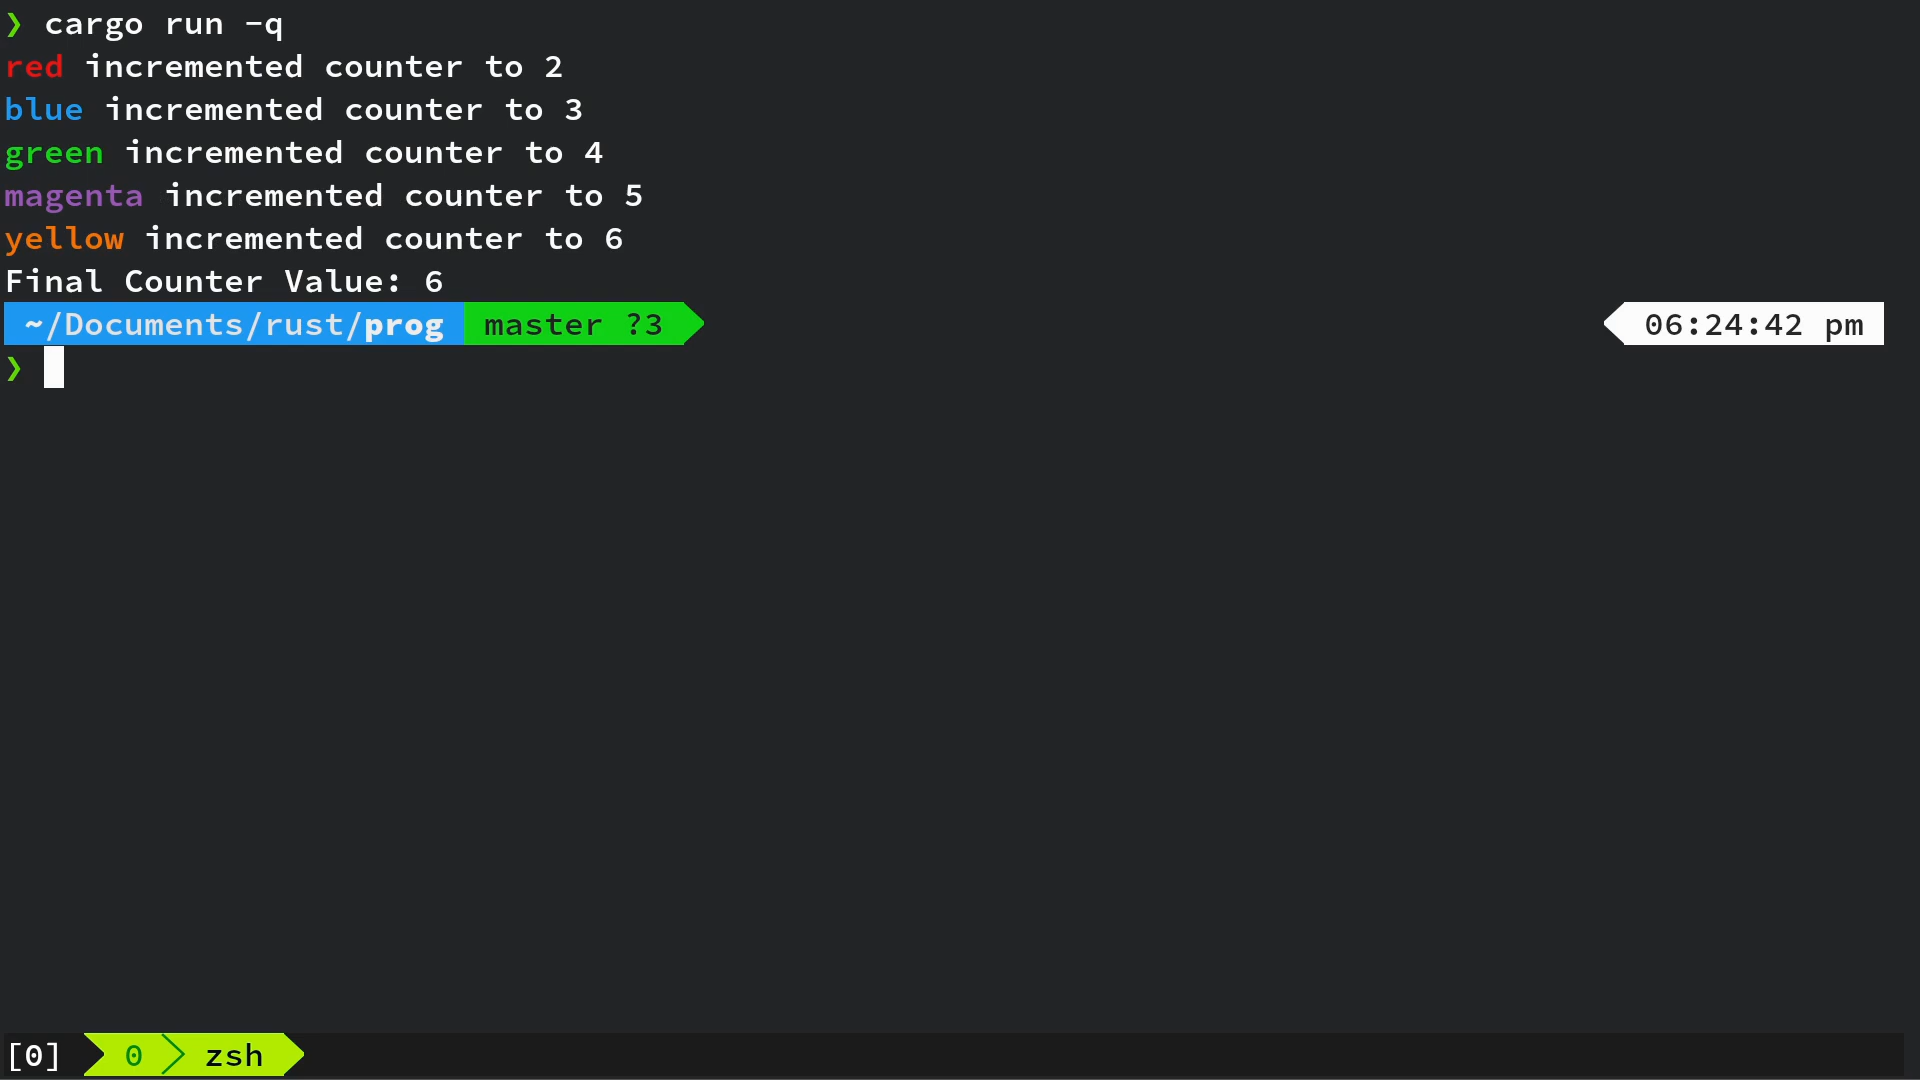 ❯ cargo run -q
red incremented counter to 2
blue incremented counter to 3
green incremented counter to 4
magenta incremented counter to 5
yellow incremented counter to 6
Final Counter Value: 6
~/Documents/rust/prog master ?3 06:24:42 pm
❯
[0] 0 zsh